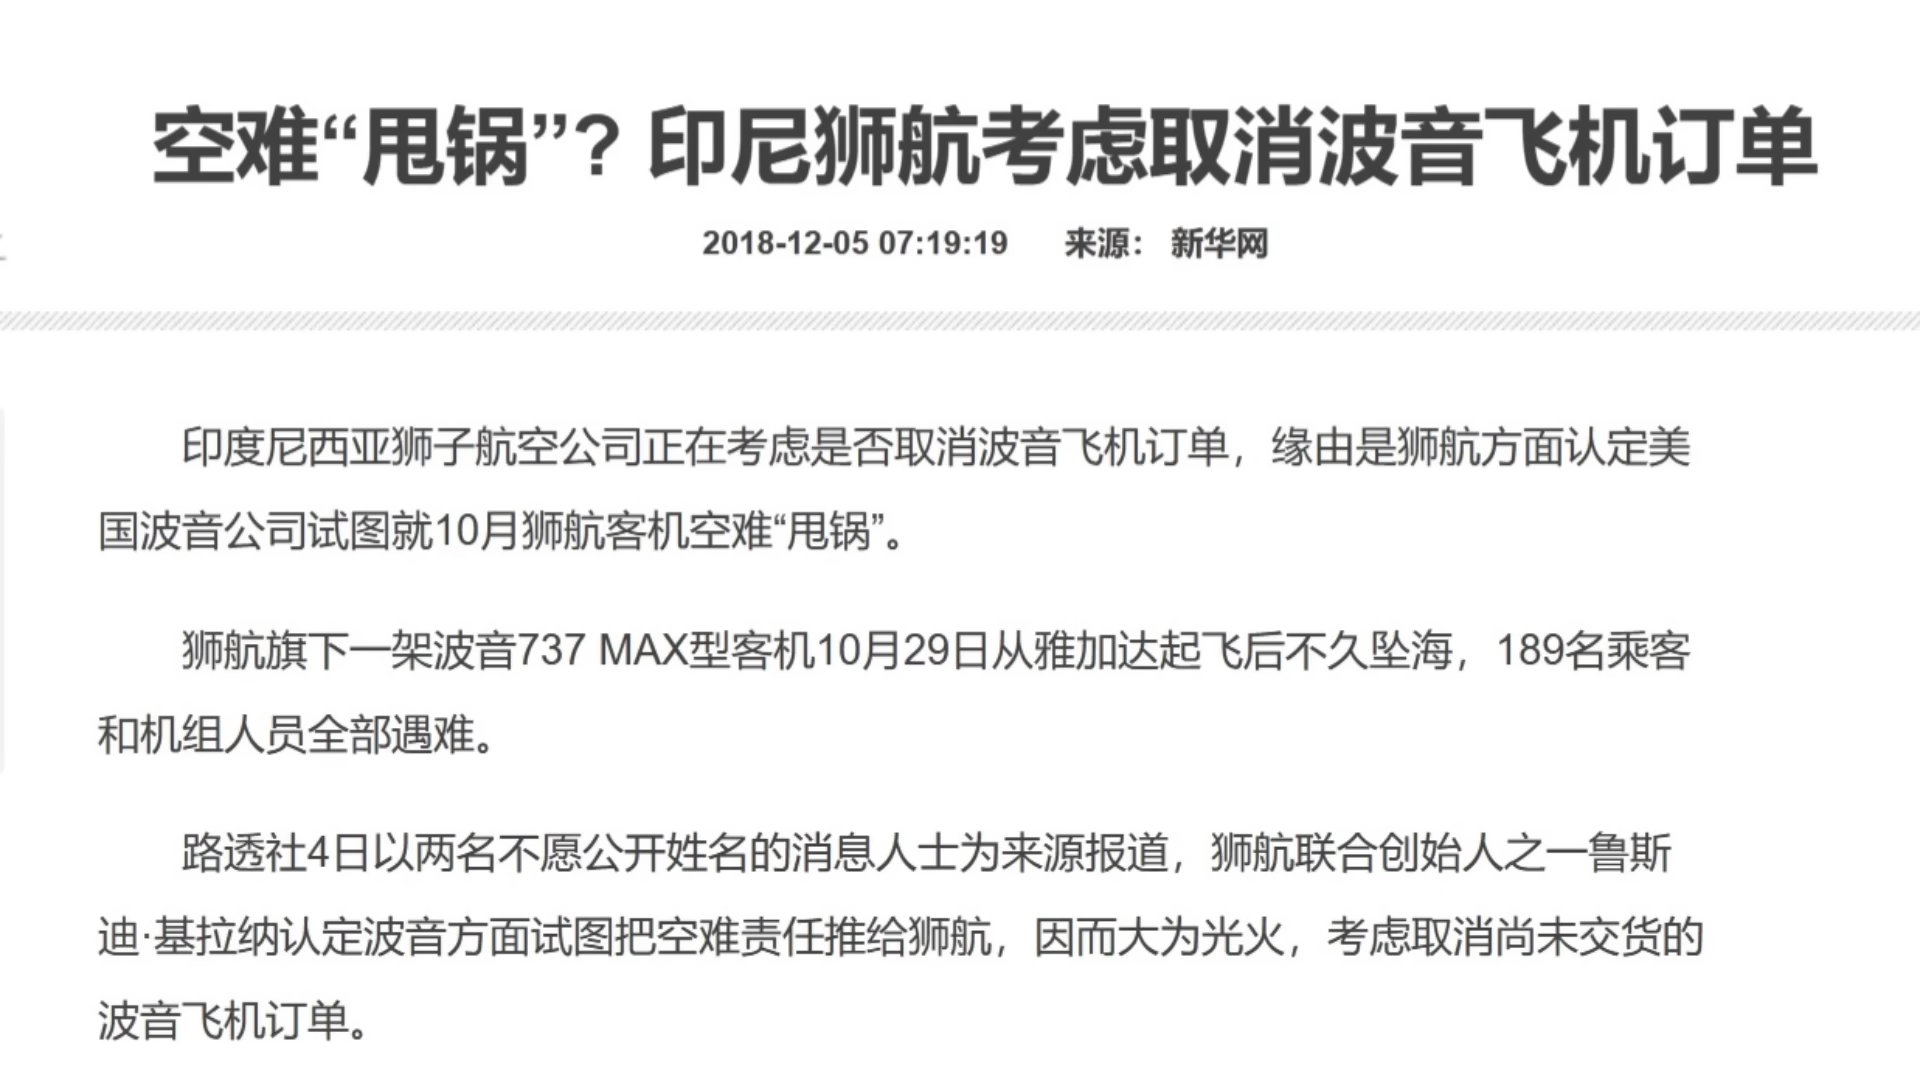 空难“甩锅”? 印尼狮航考虑取消波音飞机订单
2018-12-05 07:19:19 来源： 新华网
印度尼西亚狮子航空公司正在考虑是否取消波音飞机订单，缘由是狮航方面认定美
国波音公司试图就10月狮航客机空难“甩锅”。
狮航旗下一架波音737 MAX型客机10月29日从雅加达起飞后不久坠海，189名乘客
和机组人员全部遇难。
路透社4日以两名不愿公开姓名的消息人士为来源报道，狮航联合创始人之一鲁斯
迪·基拉纳认定波音方面试图把空难责任推给狮航，因而大为光火，考虑取消尚未交货的
波音飞机订单。